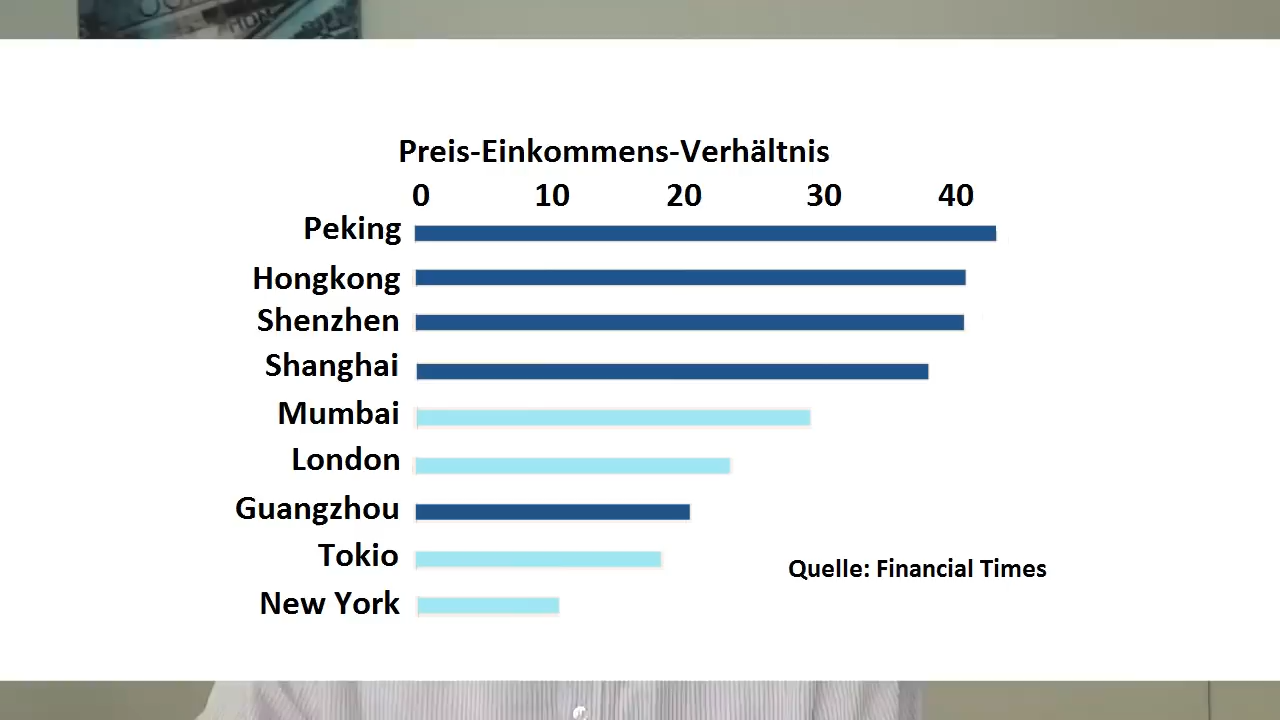 Preis-Einkommens-Verhältnis
0 10 20 30 40
Peking
Hongkong
Shenzhen
Shanghai
Mumbai
London
Guangzhou
Tokio
Quelle: Financial Times
New York